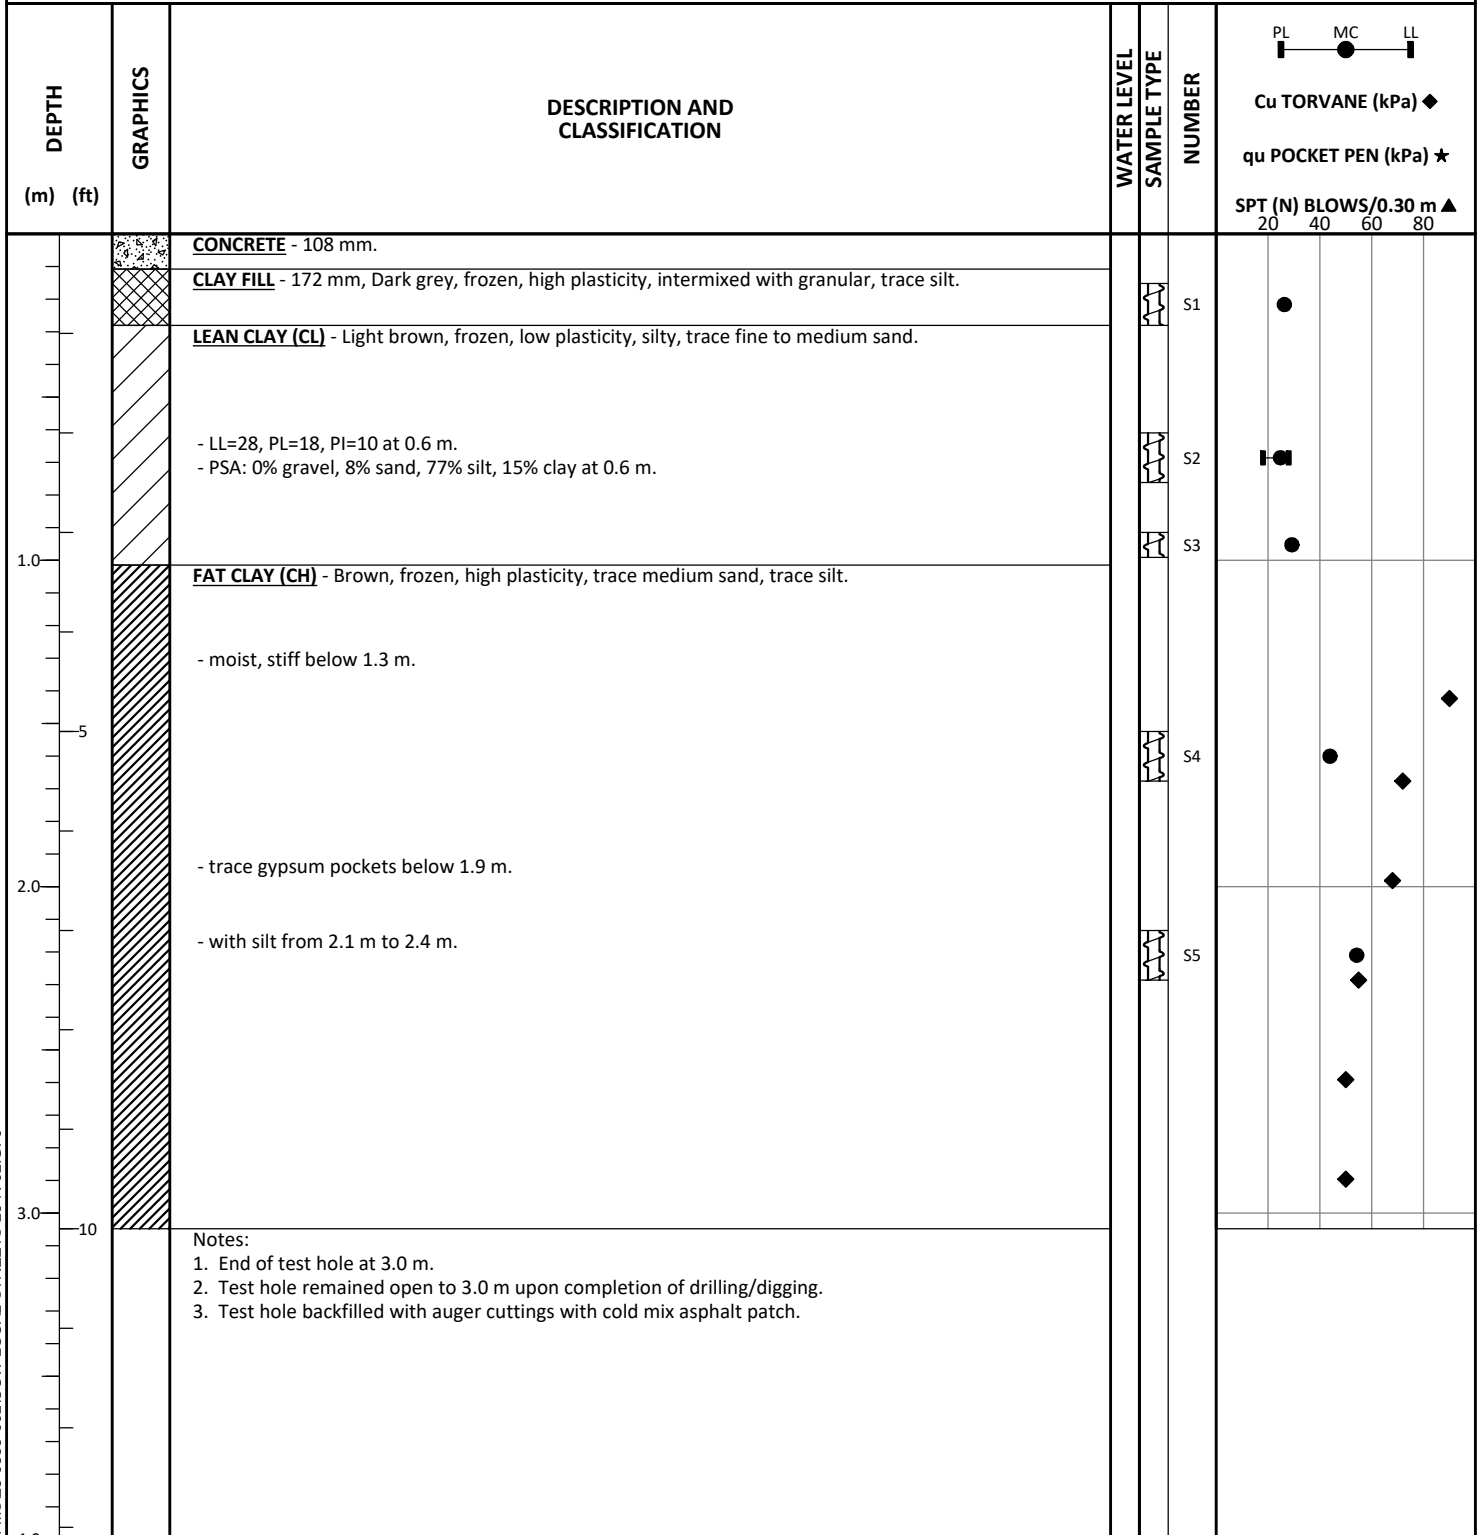 DEPTH
(m) (ft)
GRAPHICS
DESCRIPTION AND
CLASSIFICATION
WATER LEVEL
SAMPLE TYPE
NUMBER
PL MC LL
Cu TORVANE (kPa) ◆
qu POCKET PEN (kPa) ★
SPT (N) BLOWS/0.30 m ▲
20 40 60 80
CONCRETE - 108 mm.
CLAY FILL - 172 mm, Dark grey, frozen, high plasticity, intermixed with granular, trace silt.
S1
LEAN CLAY (CL) - Light brown, frozen, low plasticity, silty, trace fine to medium sand.
- LL=28, PL=18, PI=10 at 0.6 m.
S2
- PSA: 0% gravel, 8% sand, 77% silt, 15% clay at 0.6 m.
S3
1.0
FAT CLAY (CH) - Brown, frozen, high plasticity, trace medium sand, trace silt.
- moist, stiff below 1.3 m.
5
S4
- trace gypsum pockets below 1.9 m.
2.0
- with silt from 2.1 m to 2.4 m.
S5
3.0
10
Notes:
1. End of test hole at 3.0 m.
2. Test hole remained open to 3.0 m upon completion of drilling/digging.
3. Test hole backfilled with auger cuttings with cold mix asphalt patch.